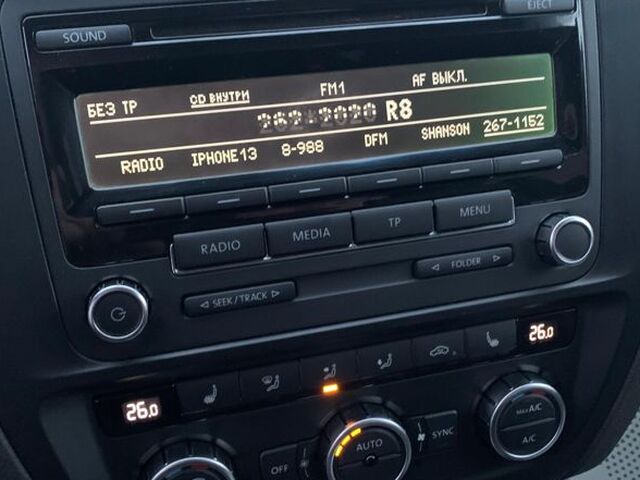 EJECT
SOUND
БЕЗ ТР CD ВНУТРИ FM1 AF ВЫКЛ.
R8
RADIO IPHONE13 8-988 DFM SHANSON 267-1152
RADIO MEDIA TP MENU
SEEK/TRACK FOLDER
26.0 26.0
OFF AUTO SYNC MAX A/C
A/C